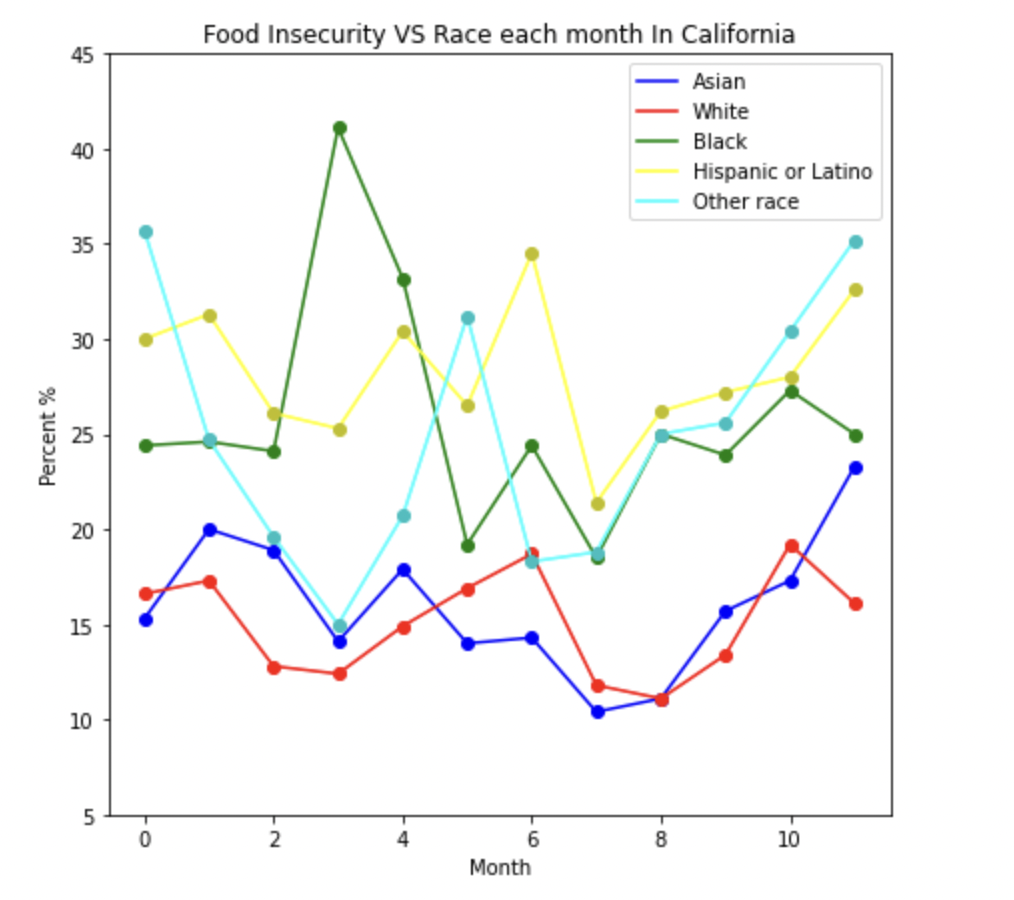 Food Insecurity VS Race each month In California
45
40
35
30
25
20
15
10
5
Percent %
Asian
White
Black
Hispanic or Latino
Other race
0 2 4 6 8 10
Month